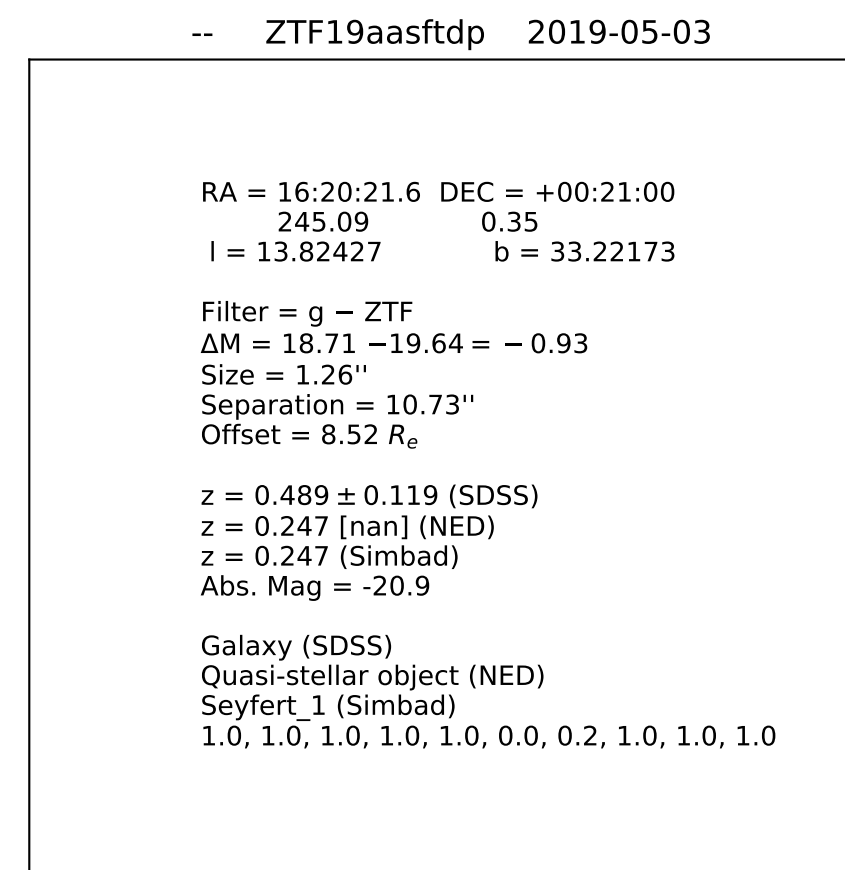 -- ZTF19aasftdp 2019-05-03
RA = 16:20:21.6 DEC = +00:21:00
245.09 0.35
l = 13.82427 b = 33.22173
Filter = g − ZTF
ΔM = 18.71 −19.64 = − 0.93
Size = 1.26''
Separation = 10.73''
Offset = 8.52 Rₑ
z = 0.489 ± 0.119 (SDSS)
z = 0.247 [nan] (NED)
z = 0.247 (Simbad)
Abs. Mag = -20.9
Galaxy (SDSS)
Quasi-stellar object (NED)
Seyfert_1 (Simbad)
1.0, 1.0, 1.0, 1.0, 1.0, 0.0, 0.2, 1.0, 1.0, 1.0